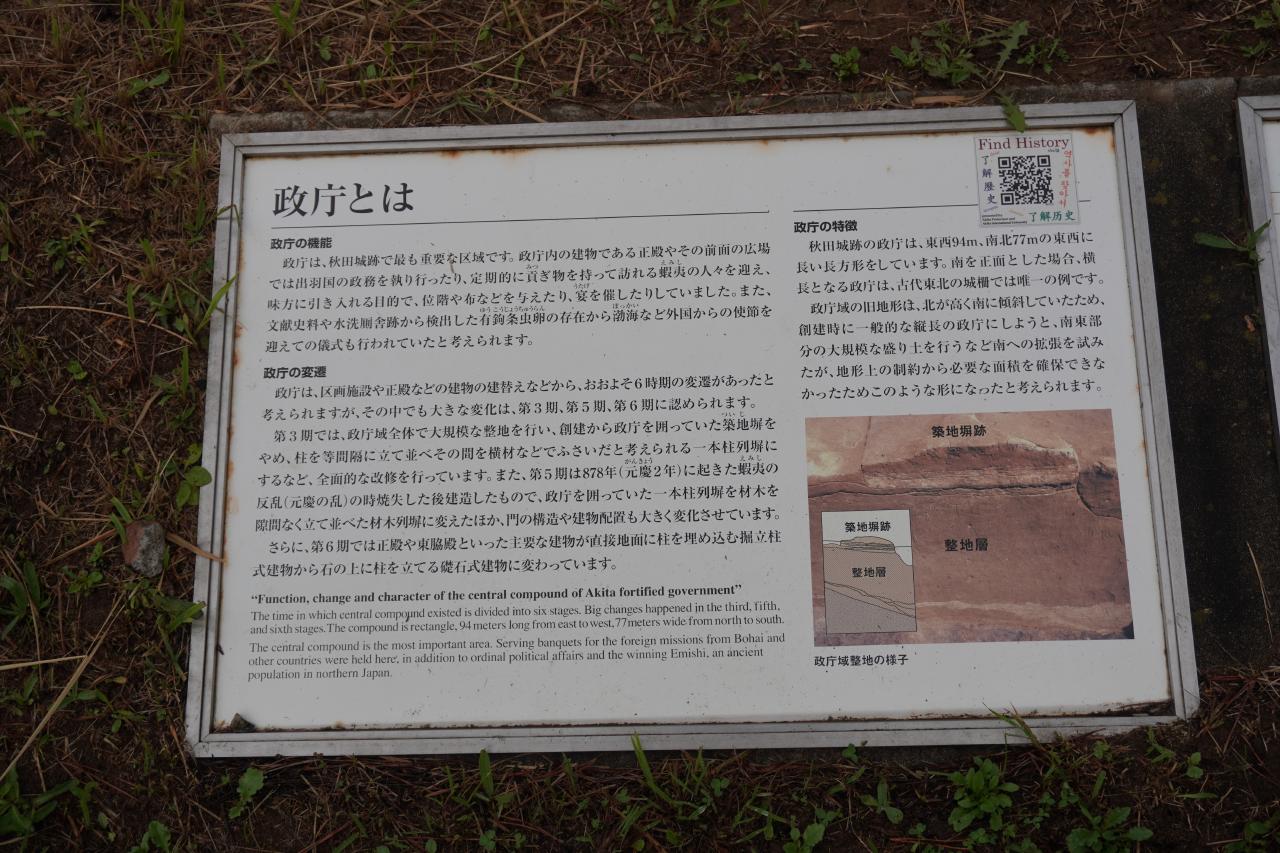 政庁とは
政庁の機能
政庁は、秋田城跡で最も重要な区域です。政庁内の建物である正殿やその前面の広場
では出羽国の政務を執り行ったり、定期的に貢ぎ物を持って訪れる蝦夷の人々を迎え、
味方に引き入れる目的で、位階や布などを与えたり、宴を催したりしていました。また、
文献史料や水洗厠舎跡から検出した有鉤条虫卵の存在から渤海など外国からの使節を
迎えての儀式も行われていたと考えられます。
政庁の変遷
政庁は、区画施設や正殿などの建物の建替えなどから、おおよそ6時期の変遷があったと
考えられますが、その中でも大きな変化は、第3期、第5期、第6期に認められます。
第3期では、政庁域全体で大規模な整地を行い、創建から政庁を囲っていた築地塀を
やめ、柱を等間隔に立て並べその間を横材などでふさいだと考えられる一本柱列塀に
するなど、全面的な改修を行っています。また、第5期は878年(元慶2年)に起きた蝦夷の
反乱(元慶の乱)の時焼失した後建造したもので、政庁を囲っていた一本柱列塀を材木を
隙間なく立て並べた材木列塀に変えたほか、門の構造や建物配置も大きく変化させています。
さらに、第6期では正殿や東脇殿といった主要な建物が直接地面に柱を埋め込む掘立柱
式建物から石の上に柱を立てる礎石式建物に変わっています。
“Function, change and character of the central compound of Akita fortified government”
The time in which central compound existed is divided into six stages. Big changes happened in the third, fifth,
and sixth stages. The compound is rectangle, 94 meters long from east to west, 77 meters wide from north to south.
The central compound is the most important area. Serving banquets for the foreign missions from Bohai and
other countries were held here, in addition to ordinal political affairs and the winning Emishi, an ancient
population in northern Japan.
Find History
了解歴史
역사를 찾아서
了解历史
政庁の特徴
秋田城跡の政庁は、東西94m、南北77mの東西に
長い長方形をしています。南を正面とした場合、横
長となる政庁は、古代東北の城柵では唯一の例です。
政庁域の旧地形は、北が高く南に傾斜していたため、
創建時に一般的な縦長の政庁にしようと、南東部
分の大規模な盛り土を行うなど南への拡張を試み
たが、地形上の制約から必要な面積を確保できな
かったためこのような形になったと考えられます。
築地塀跡
整地層
築地塀跡
整地層
政庁域整地の様子